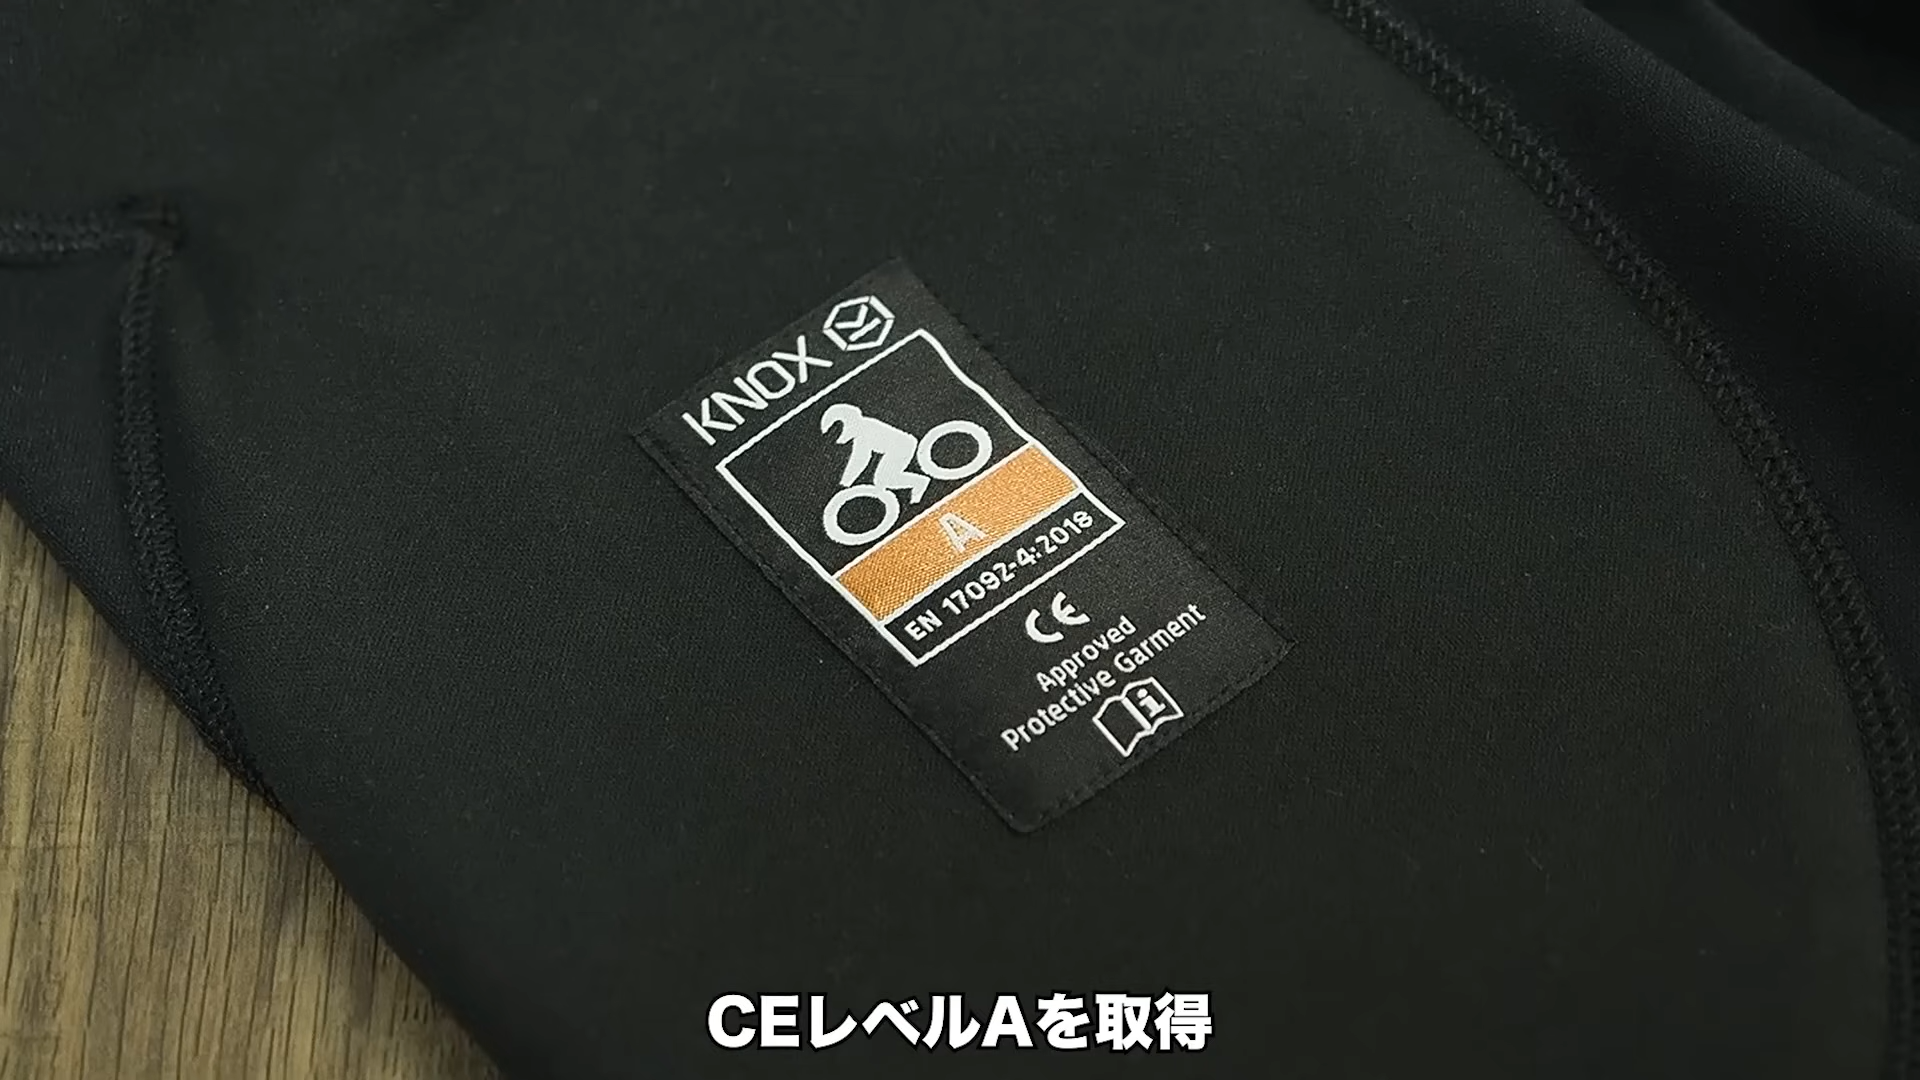 KNOX
A
EN 17092-4:2018
CE
Approved
Protective Garment
i
CEレベルAを取得